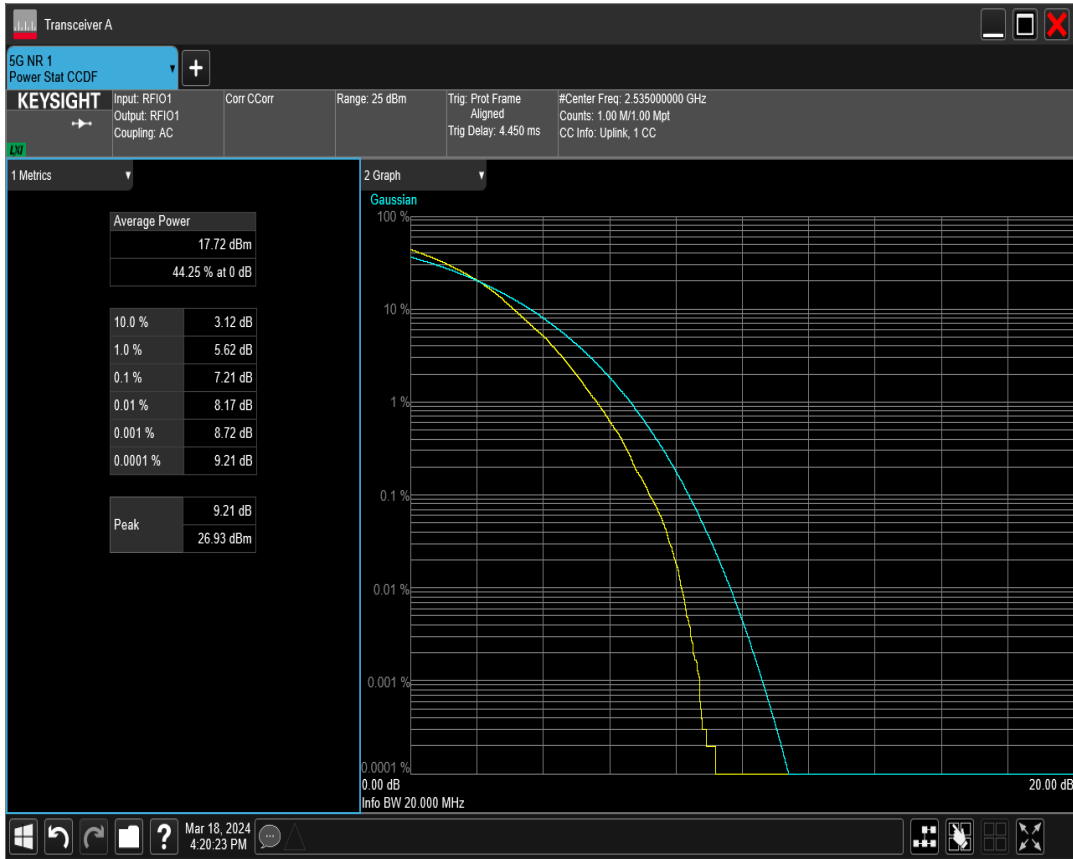 Transceiver A
5G NR 1
Power Stat CCDF
KEYSIGHT
LXI
Input: RFIO1
Output: RFIO1
Coupling: AC
Corr CCorr
Range: 25 dBm
Trig: Prot Frame
Aligned
Trig Delay: 4.450 ms
#Center Freq: 2.535000000 GHz
Counts: 1.00 M/1.00 Mpt
CC Info: Uplink, 1 CC
1 Metrics
Average Power
17.72 dBm
44.25 % at 0 dB
10.0 % 3.12 dB
1.0 % 5.62 dB
0.1 % 7.21 dB
0.01 % 8.17 dB
0.001 % 8.72 dB
0.0001 % 9.21 dB
Peak
9.21 dB
26.93 dBm
2 Graph
Gaussian
100 %
10 %
1 %
0.1 %
0.01 %
0.001 %
0.0001 %
0.00 dB 20.00 dB
Info BW 20.000 MHz
Mar 18, 2024
4:20:23 PM